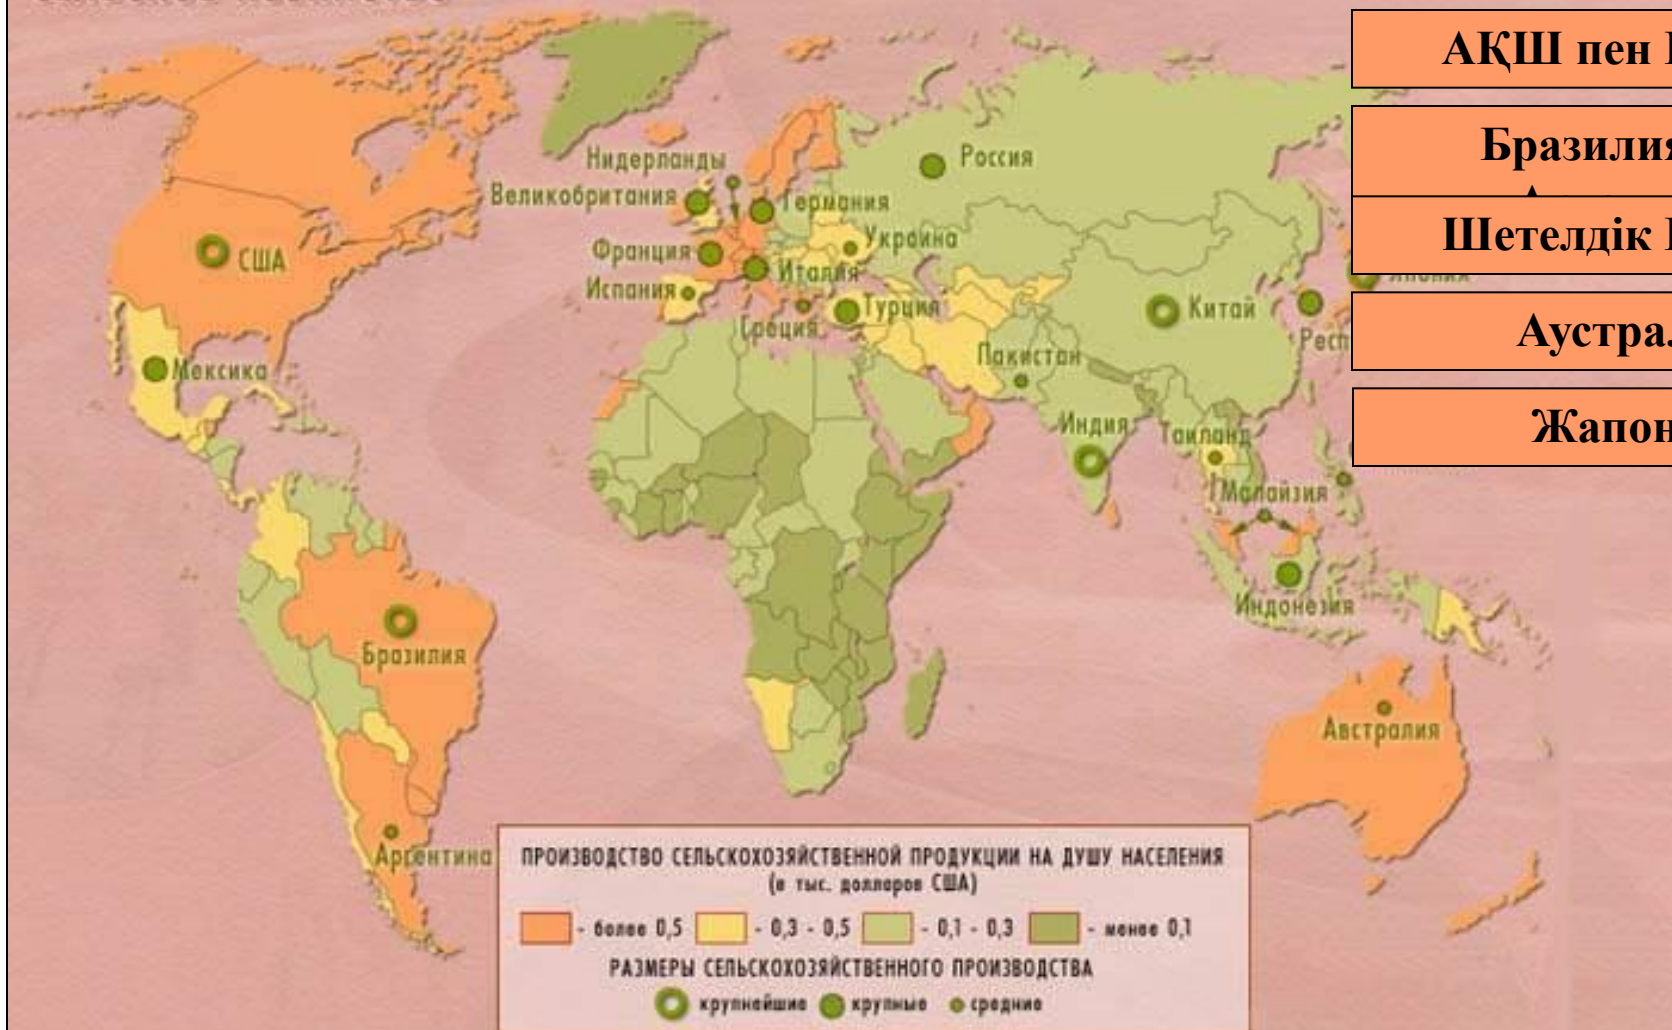 АҚШ пен
Бразилия
Шетелдік
Жапон
Нидерланды
Великобритания
Германия
Россия
Франция
Украина
Италия
Испания
Греция
Турция
США
Мексика
Китай
Япония
Респ
Пакистан
Индия
Таиланд
Малайзия
Индонезия
Бразилия
Австралия
Аргентина
ПРОИЗВОДСТВО СЕЛЬСКОХОЗЯЙСТВЕННОЙ ПРОДУКЦИИ НА ДУШУ НАСЕЛЕНИЯ
(в тыс. долларов США)
- более 0,5 - 0,3 - 0,5 - 0,1 - 0,3 - менее 0,1
РАЗМЕРЫ СЕЛЬСКОХОЗЯЙСТВЕННОГО ПРОИЗВОДСТВА
крупнейшие крупные средние